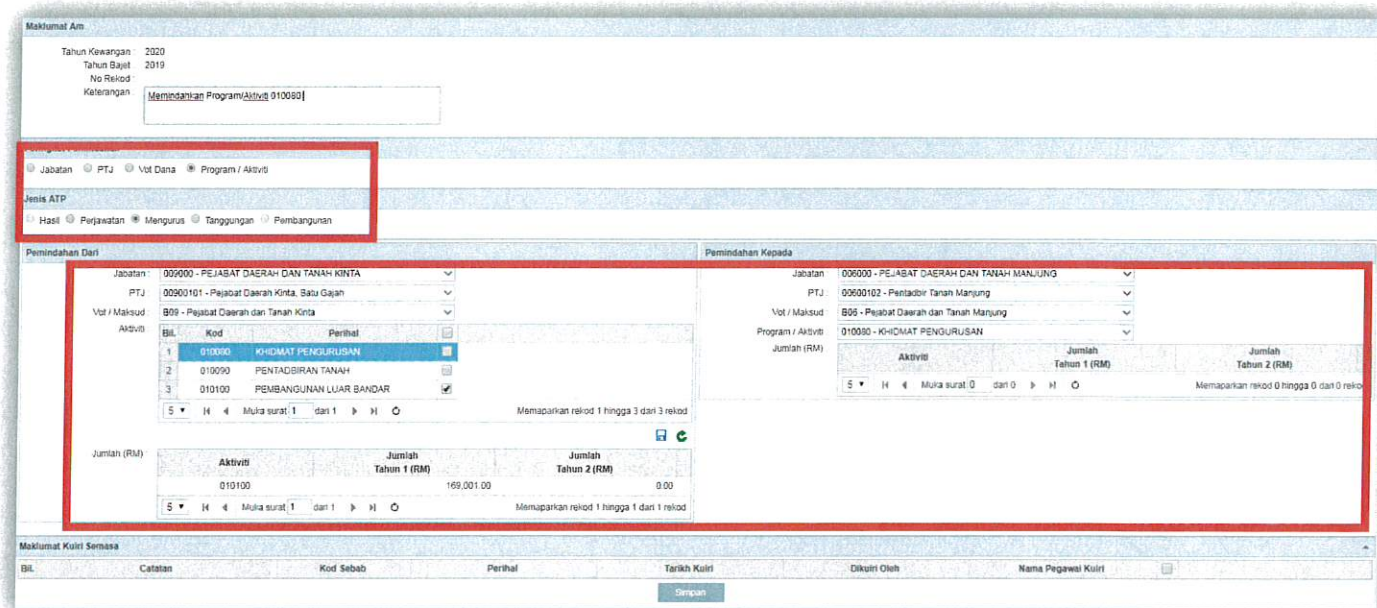 Maklumat Am
Tahun Kewangan : 2020
Tahun Bajet : 2019
No Rekod :
Keterangan : Memindahkan Program/Aktiviti 010080
Jabatan PTJ Vot Dana Program / Aktiviti
Jenis ATP
Hasil Perjawatan Mengurus Tanggungan Pembangunan
Pemindahan Dari
Jabatan : 009000 - PEJABAT DAERAH DAN TANAH KINTA
PTJ : 00900101 - Pejabat Daerah Kinta, Batu Gajah
Vot / Maksud : B09 - Pejabat Daerah dan Tanah Kinta
Aktiviti
Bil. Kod Perihal
1 010080 KHIDMAT PENGURUSAN
2 010090 PENTADBIRAN TANAH
3 010100 PEMBANGUNAN LUAR BANDAR
5 Muka surat 1 dari 1 Memaparkan rekod 1 hingga 3 dari 3 rekod
Jumlah (RM)
Aktiviti Jumlah Tahun 1 (RM) Jumlah Tahun 2 (RM)
010100 169,001.00 0.00
5 Muka surat 1 dari 1 Memaparkan rekod 1 hingga 1 dari 1 rekod
Pemindahan Kepada
Jabatan : 006000 - PEJABAT DAERAH DAN TANAH MANJUNG
PTJ : 00600102 - Pentadbir Tanah Manjung
Vot / Maksud : B06 - Pejabat Daerah dan Tanah Manjung
Program / Aktiviti : 010080 - KHIDMAT PENGURUSAN
Jumlah (RM)
Aktiviti Jumlah Tahun 1 (RM) Jumlah Tahun 2 (RM)
5 Muka surat 0 dari 0 Memaparkan rekod 0 hingga 0 dari 0 rekod
Maklumat Kuiri Semasa
Bil. Catatan Kod Sebab Perihal Tarikh Kuiri Dikuiri Oleh Nama Pegawai Kuiri
Simpan